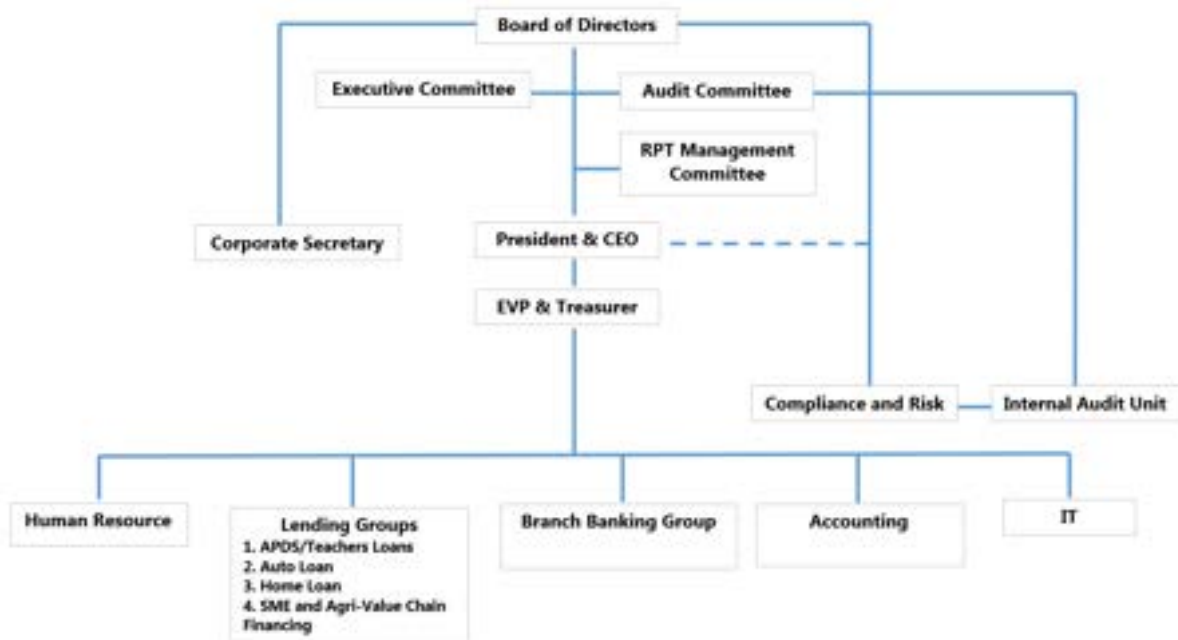 Board of Directors
Executive Committee
Audit Committee
RPT Management
Committee
Corporate Secretary
President & CEO
EVP & Treasurer
Compliance and Risk
Internal Audit Unit
Human Resource
Lending Groups
1. APDS/Teachers Loans
2. Auto Loan
3. Home Loan
4. SME and Agri-Value Chain
Financing
Branch Banking Group
Accounting
IT